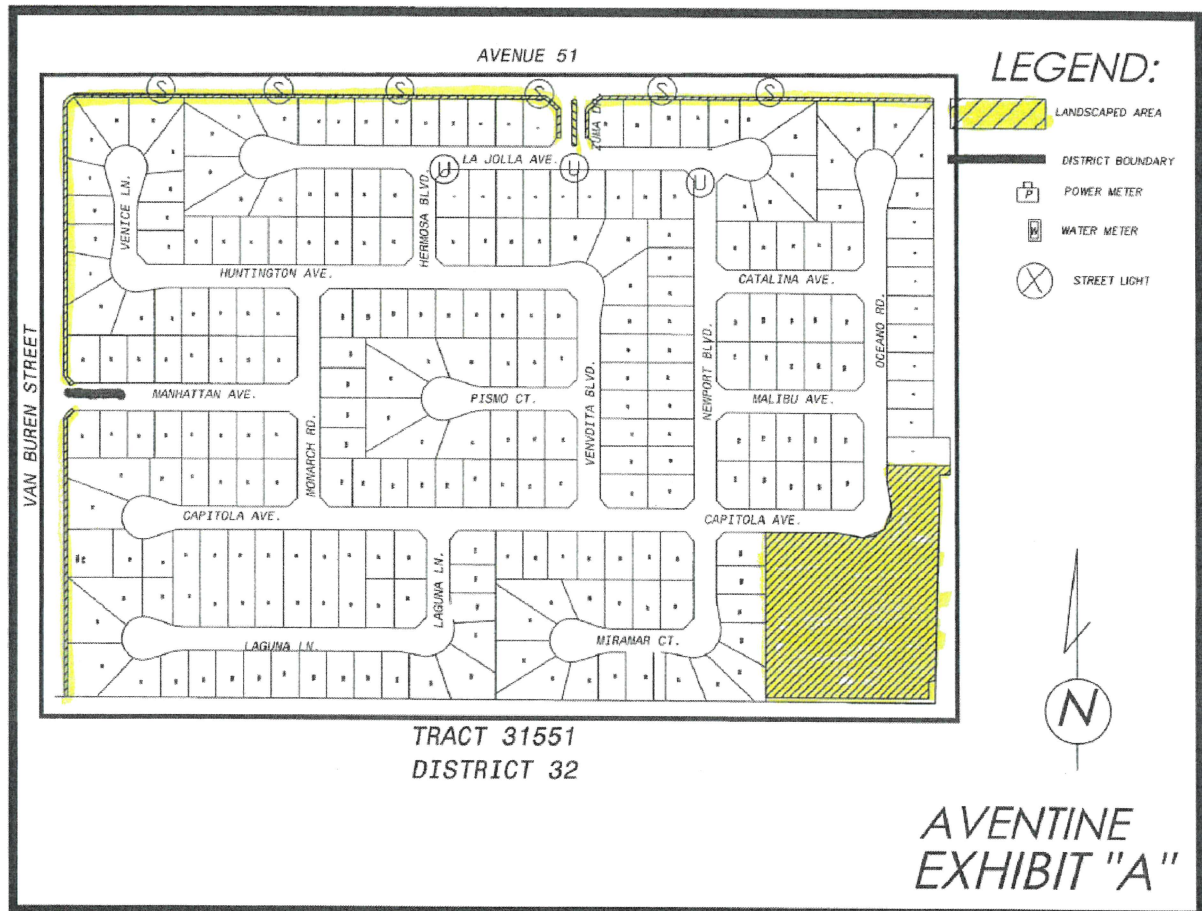 AVENUE 51
LEGEND:
LANDSCAPED AREA
DISTRICT BOUNDARY
P
POWER METER
W
WATER METER
X
STREET LIGHT
S
S
S
S
S
S
LA JOLLA AVE.
U
U
U
VENICE LN.
HERMOSA BLVD.
HUNTINGTON AVE.
CATALINA AVE.
OCEANO RD.
VAN BUREN STREET
MANHATTAN AVE.
PISMO CT.
VENVDITA BLVD.
NEWPORT BLVD.
MALIBU AVE.
MONARCH RD.
CAPITOLA AVE.
CAPITOLA AVE.
LAGUNA LN.
LAGUNA LN.
MIRAMAR CT.
N
TRACT 31551
DISTRICT 32
AVENTINE
EXHIBIT "A"